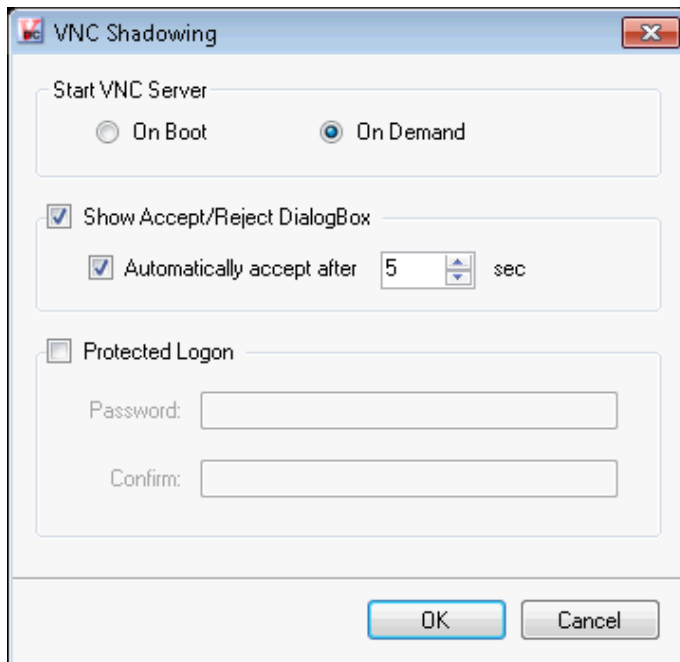 VNC Shadowing
Start VNC Server
On Boot On Demand
Show Accept/Reject DialogBox
Automatically accept after 5 sec
Protected Logon
Password:
Confirm:
OK Cancel